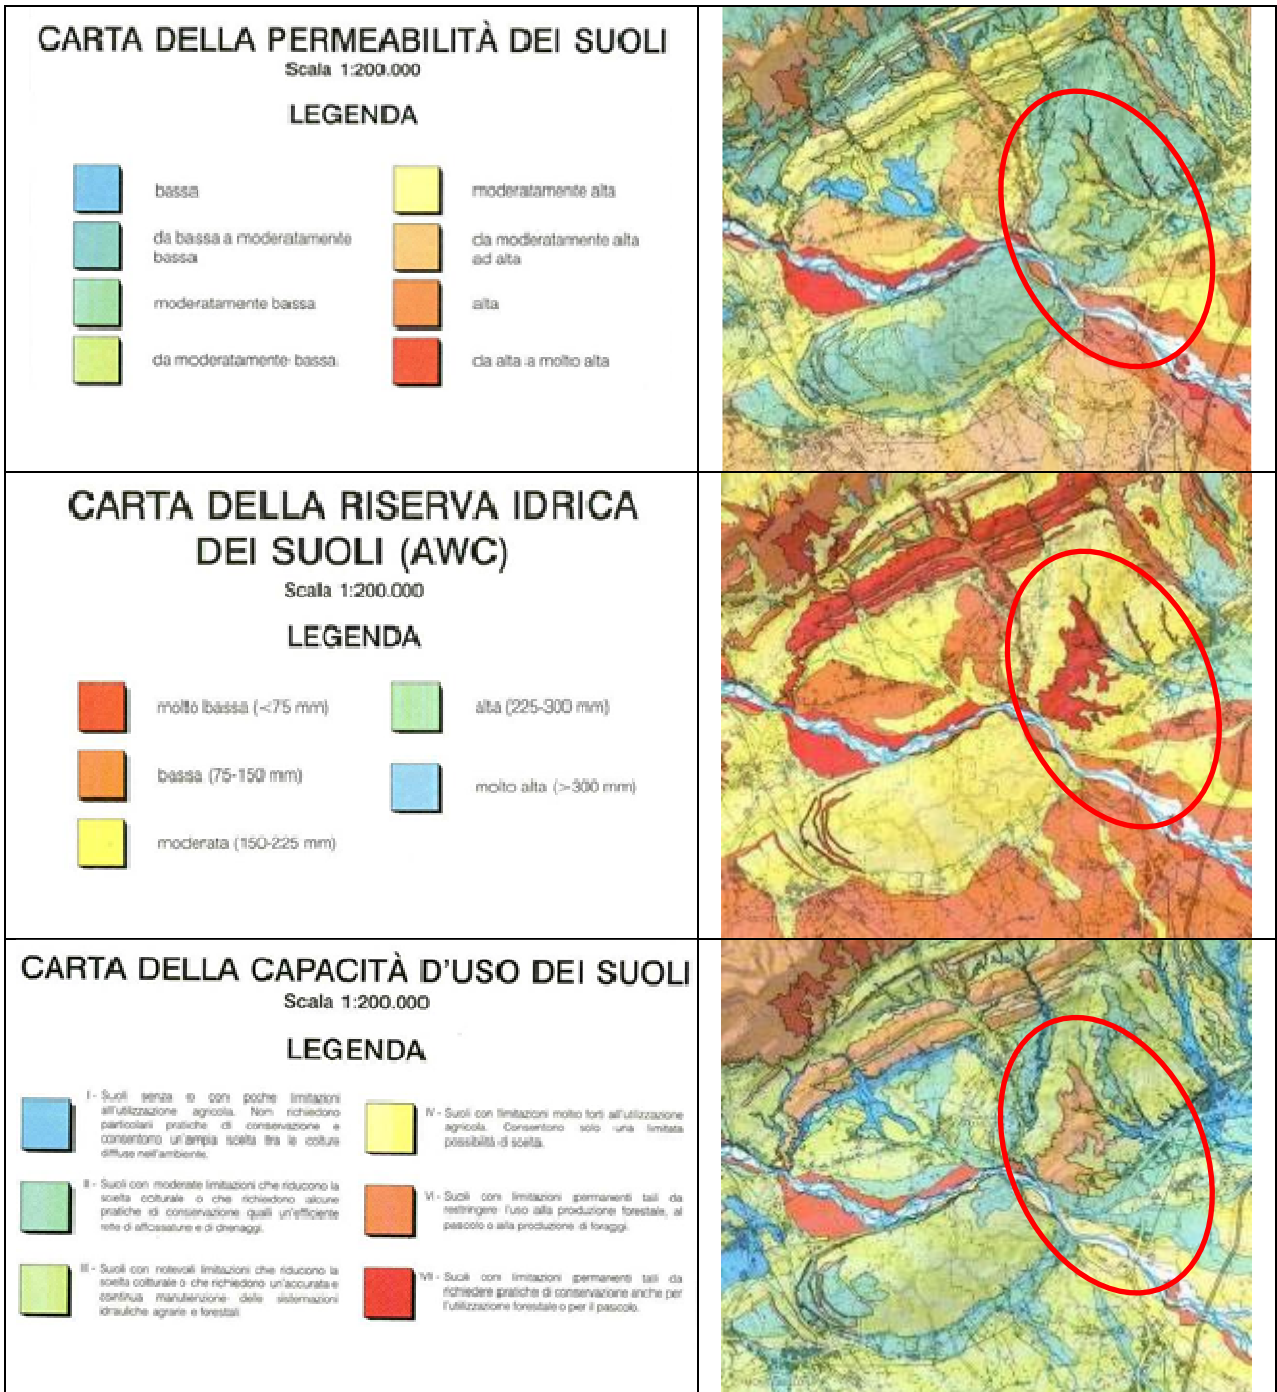 CARTA DELLA PERMEABILITÀ DEI SUOLI
Scala 1:200.000
LEGENDA
bassa
da bassa a moderatamente
bassa
moderatamente bassa
da moderatamente bassa
moderatamente alta
da moderatamente alta
ad alta
alta
da alta a molto alta
CARTA DELLA RISERVA IDRICA
DEI SUOLI (AWC)
Scala 1:200.000
LEGENDA
molto bassa (<75 mm)
bassa (75-150 mm)
moderata (150-225 mm)
alta (225-300 mm)
molto alta (>300 mm)
CARTA DELLA CAPACITÀ D'USO DEI SUOLI
Scala 1:200.000
LEGENDA
I - Suoli senza o con poche limitazioni
all'utilizzazione agricola. Non richiedono
particolari pratiche di conservazione e
consentono un'ampia scelta tra le colture
diffuse nell'ambiente.
II - Suoli con moderate limitazioni che riducono la
scelta colturale o che richiedono alcune
pratiche di conservazione quali un'efficiente
rete di affossature e di drenaggi.
III - Suoli con notevoli limitazioni che riducono la
scelta colturale o che richiedono un'accurata e
continua manutenzione delle sistemazioni
idrauliche agrarie e forestali
IV - Suoli con limitazioni molto forti all'utilizzazione
agricola. Consentono solo una limitata
possibilità di scelta.
VI - Suoli con limitazioni permanenti tali da
restringere l'uso alla produzione forestale, al
pascolo o alla produzione di foraggi.
VII - Suoli con limitazioni permanenti tali da
richiedere pratiche di conservazione anche per
l'utilizzazione forestale o per il pascolo.